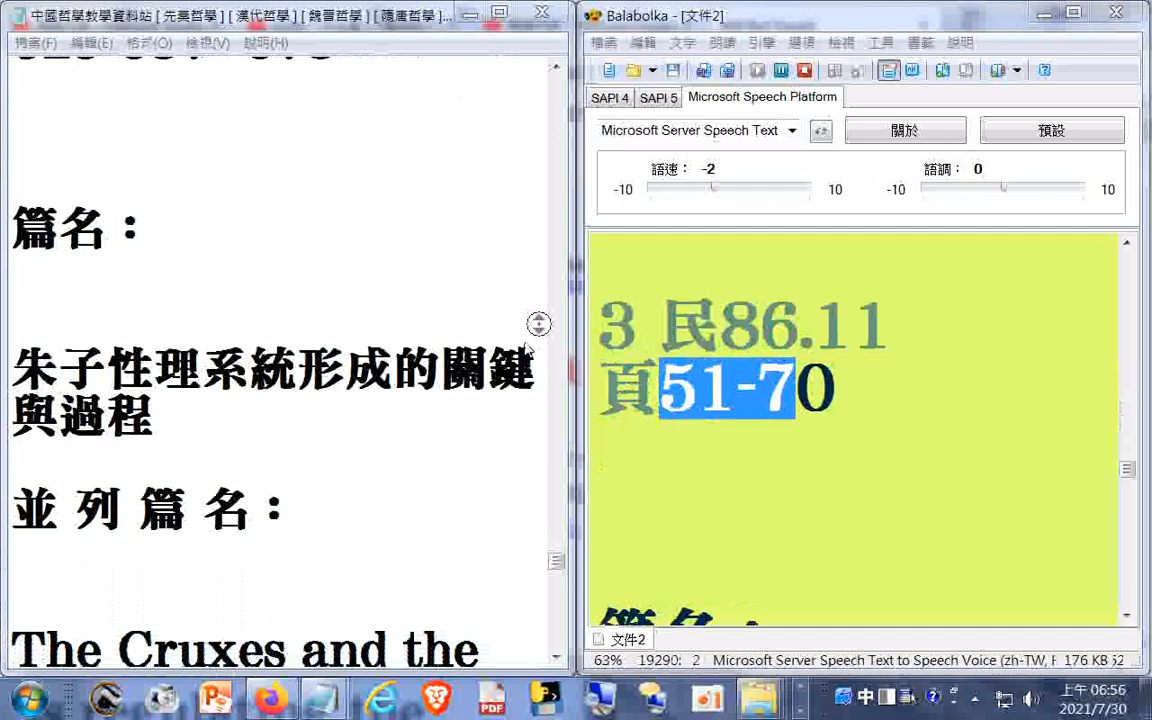 中國哲學教學資料站 [ 先秦哲學 ] [ 漢代哲學 ] [ 魏晉哲學 ] [ 隋唐哲學 ]...
檔案(F) 編輯(E) 格式(O) 檢視(V) 說明(H)
篇名：
朱子性理系統形成的關鍵
與過程
並 列 篇 名：
The Cruxes and the
Balabolka - [文件2]
檔案 編輯 文字 朗讀 引擎 選項 檢視 工具 書籤 說明
SAPI 4 SAPI 5 Microsoft Speech Platform
Microsoft Server Speech Text 關於 預設
語速： -2 語調： 0
-10 10 -10 10
3 民86.11
頁51-70
篇名：
文件2
63% 19290: 2 Microsoft Server Speech Text to Speech Voice (zh-TW, H 176 KB
中
上午 06:56
2021/7/30